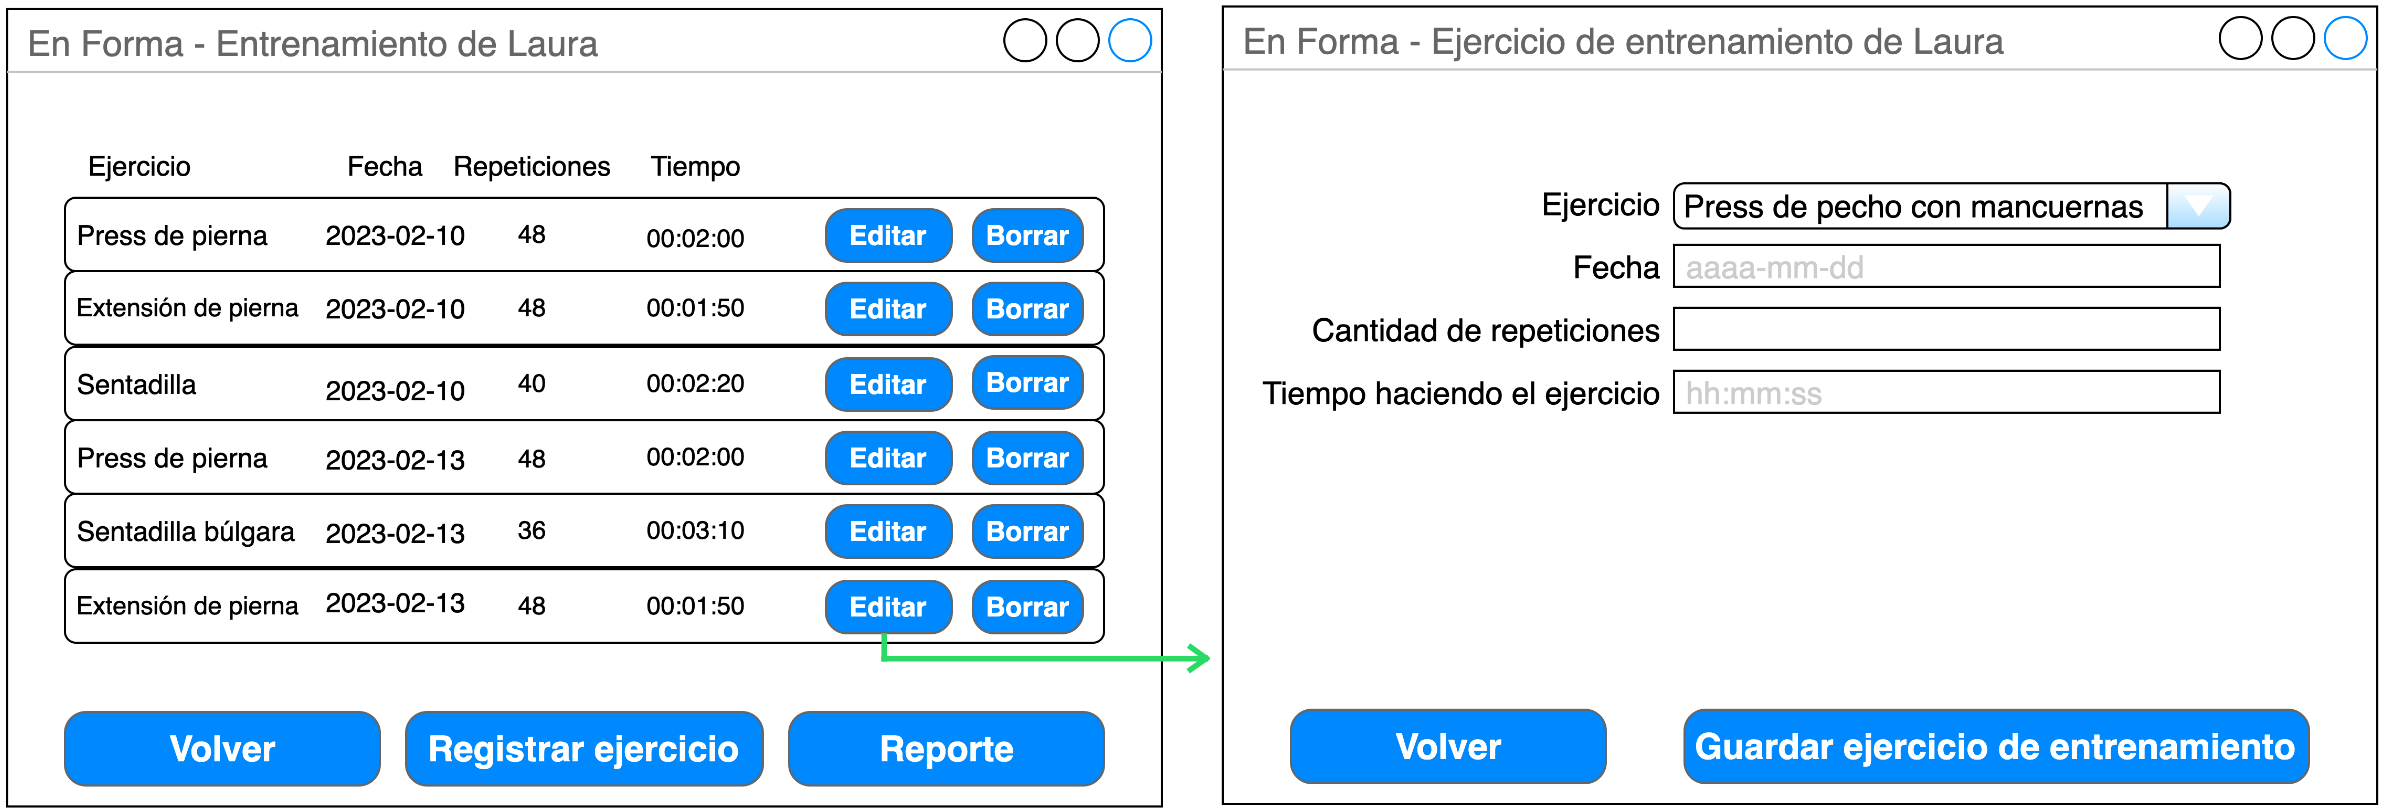 En Forma - Entrenamiento de Laura
Ejercicio Fecha Repeticiones Tiempo
Press de pierna 2023-02-10 48 00:02:00 Editar Borrar
Extensión de pierna 2023-02-10 48 00:01:50 Editar Borrar
Sentadilla 2023-02-10 40 00:02:20 Editar Borrar
Press de pierna 2023-02-13 48 00:02:00 Editar Borrar
Sentadilla búlgara 2023-02-13 36 00:03:10 Editar Borrar
Extensión de pierna 2023-02-13 48 00:01:50 Editar Borrar
Volver Registrar ejercicio Reporte
En Forma - Ejercicio de entrenamiento de Laura
Ejercicio Press de pecho con mancuernas
Fecha aaaa-mm-dd
Cantidad de repeticiones
Tiempo haciendo el ejercicio hh:mm:ss
Volver Guardar ejercicio de entrenamiento